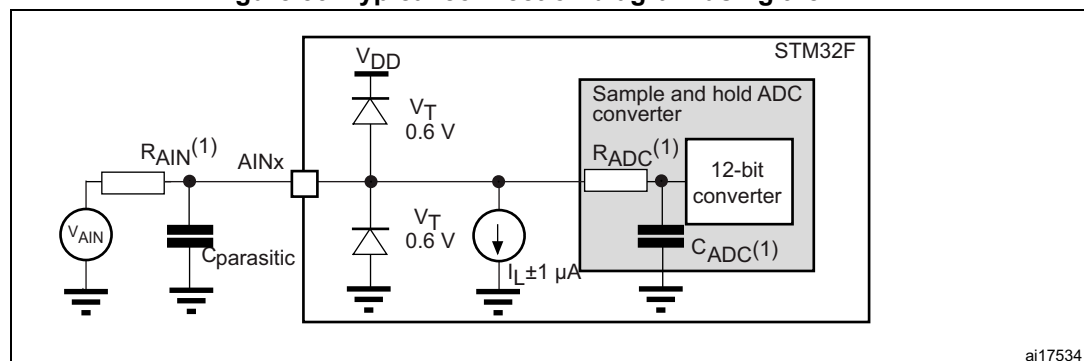 STM32F
VDD
VT
0.6 V
Sample and hold ADC
converter
RAIN(1)
AINx
RADC(1)
12-bit
converter
VAIN
Cparasitic
VT
0.6 V
IL±1 µA
CADC(1)
ai17534